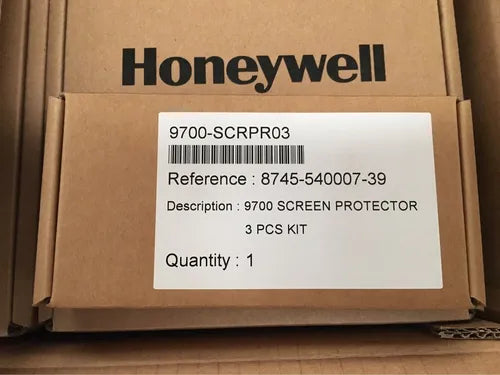 Honeywell
9700-SCRPR03
Reference : 8745-540007-39
Description : 9700 SCREEN PROTECTOR
3 PCS KIT
Quantity : 1